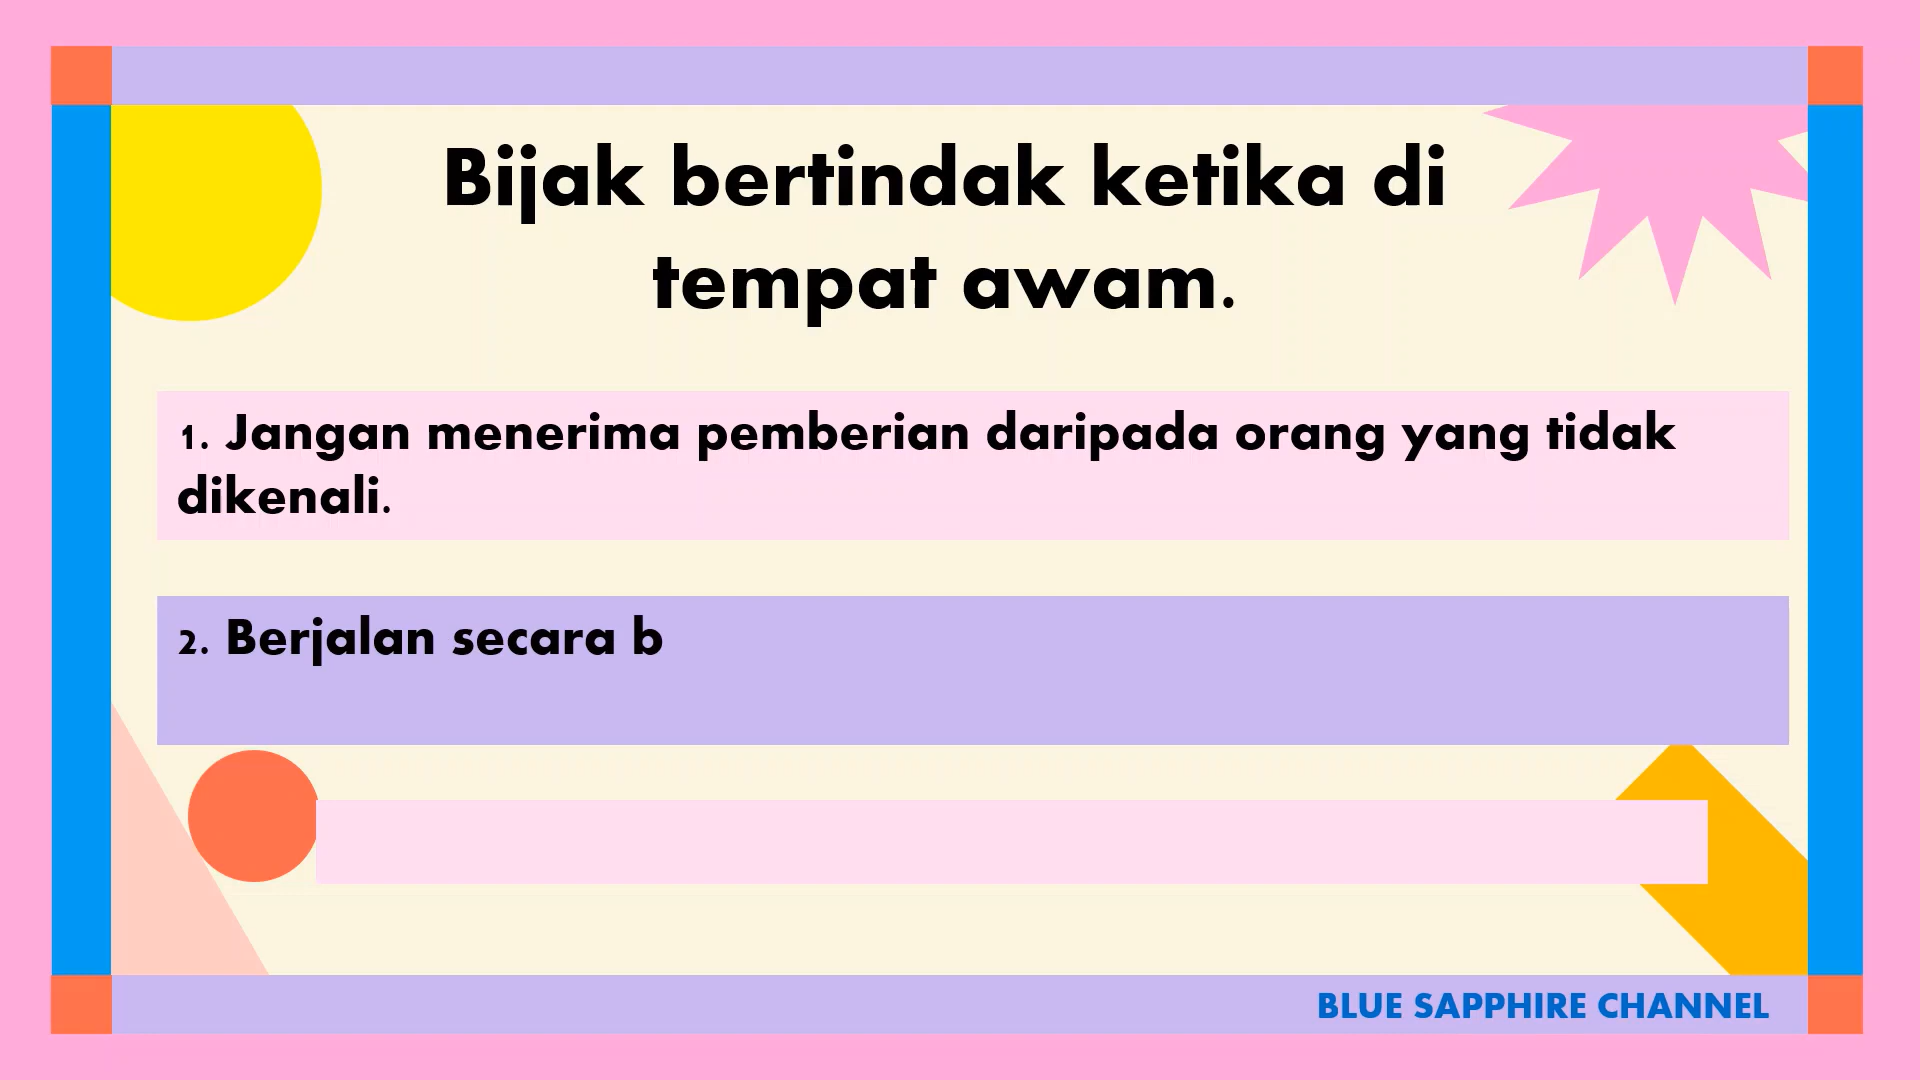 Bijak bertindak ketika di
tempat awam.
1. Jangan menerima pemberian daripada orang yang tidak
dikenali.
2. Berjalan secara b
BLUE SAPPHIRE CHANNEL